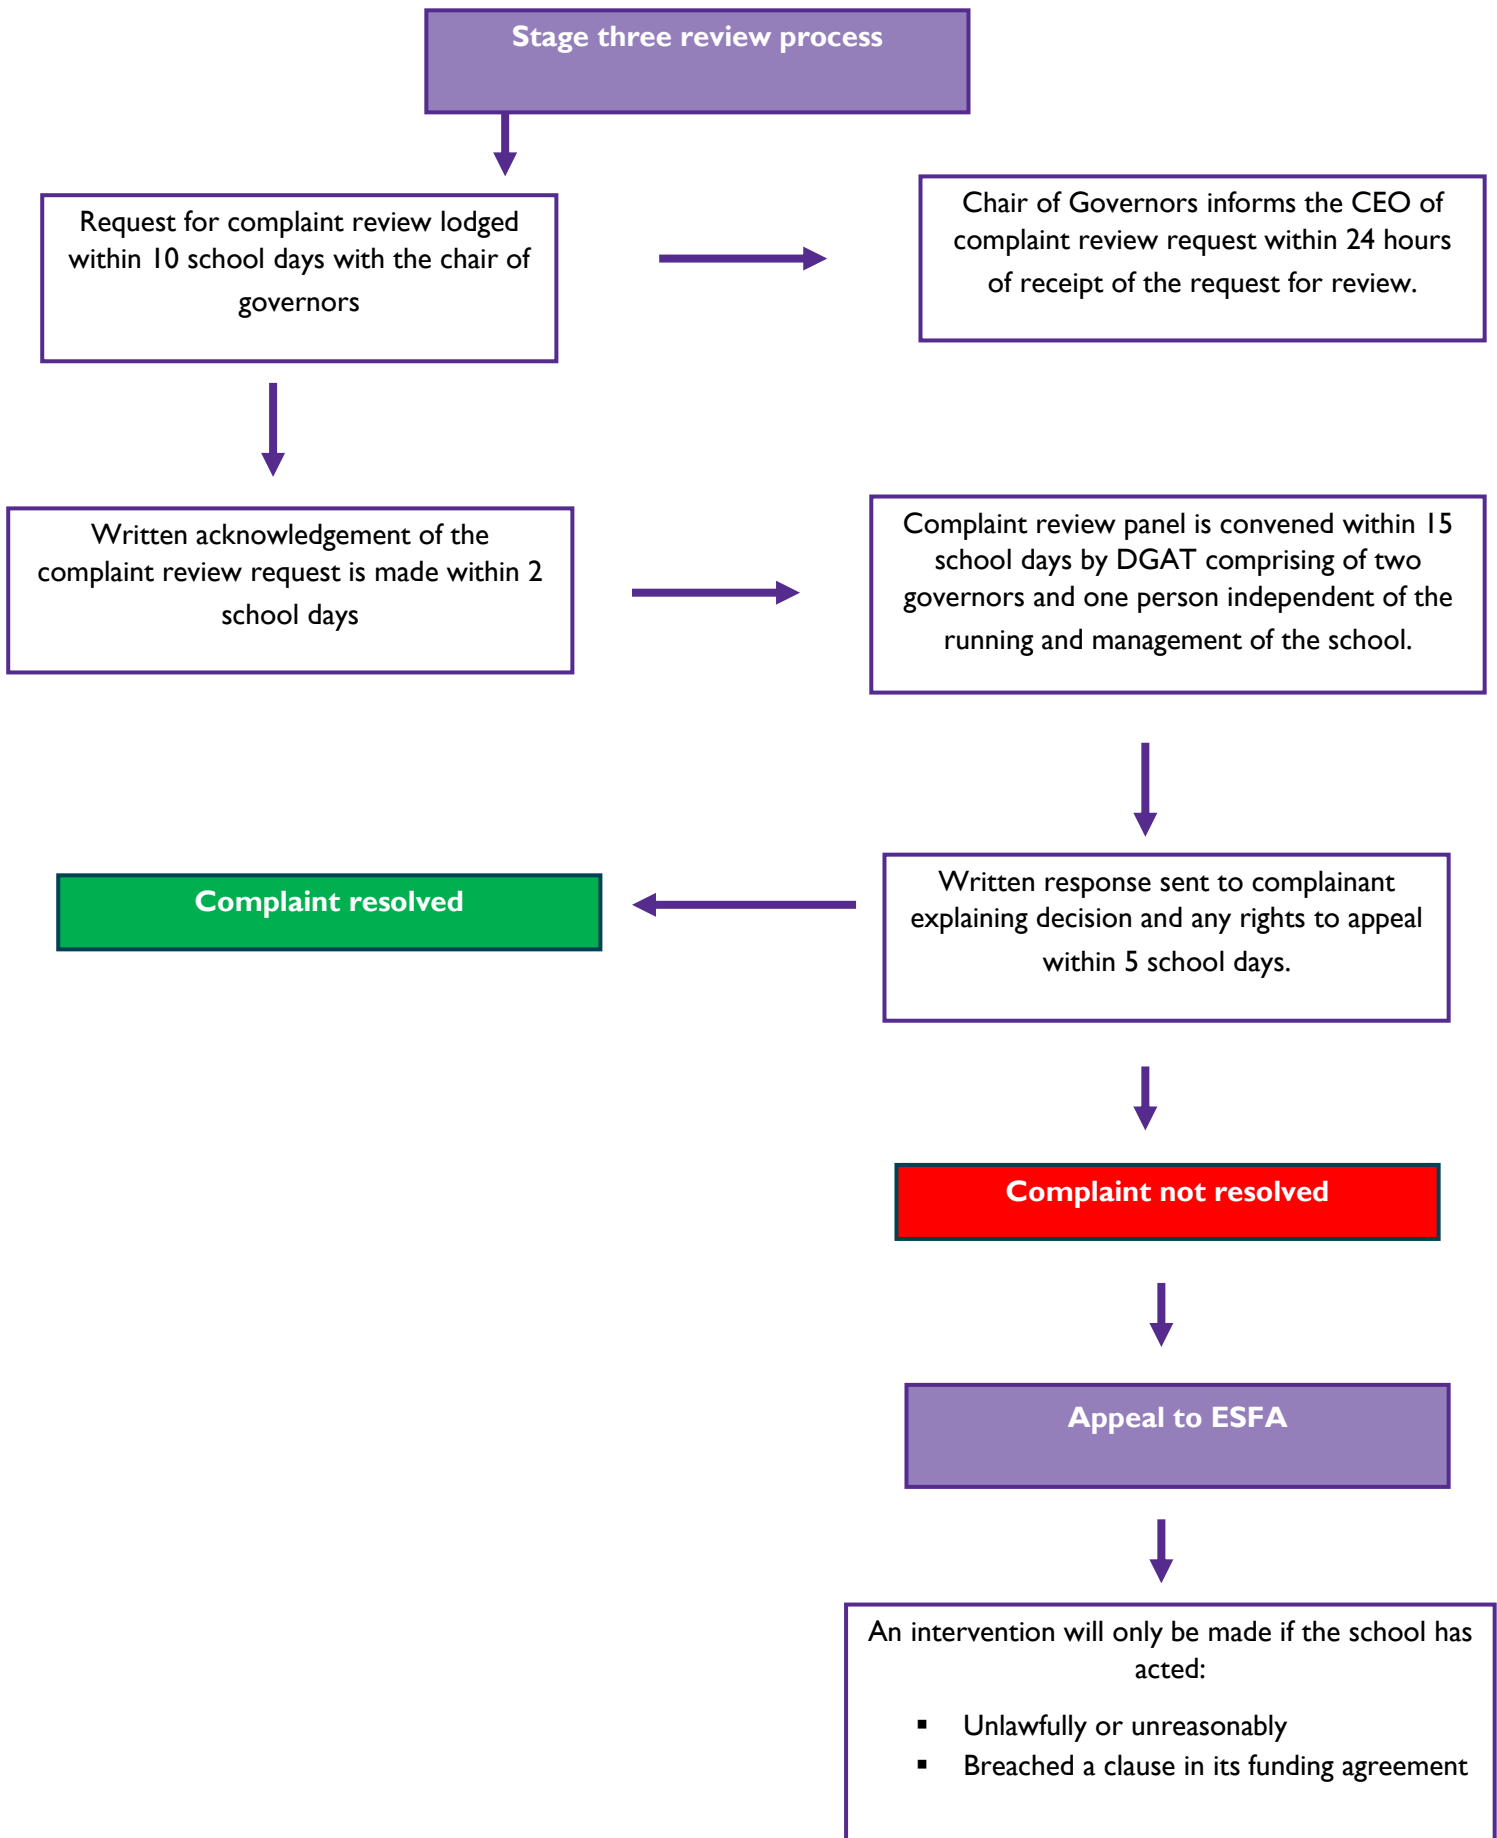 Stage three review process
Request for complaint review lodged
within 10 school days with the chair of
governors
Chair of Governors informs the CEO of
complaint review request within 24 hours
of receipt of the request for review.
Written acknowledgement of the
complaint review request is made within 2
school days
Complaint review panel is convened within 15
school days by DGAT comprising of two
governors and one person independent of the
running and management of the school.
Written response sent to complainant
explaining decision and any rights to appeal
within 5 school days.
Complaint resolved
Complaint not resolved
Appeal to ESFA
An intervention will only be made if the school has
acted:
▪ Unlawfully or unreasonably
▪ Breached a clause in its funding agreement